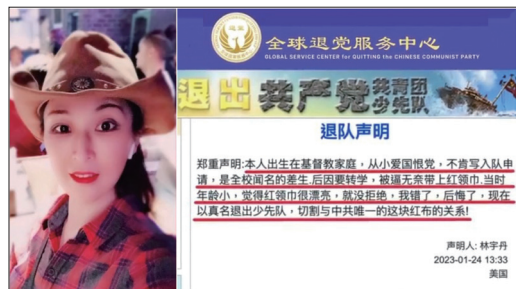 全球退党服务中心
GLOBAL SERVICE CENTER for QUITTING the CHINESE COMMUNIST PARTY
退出共产党 共青团 少先队
退队声明
郑重声明:本人出生在基督教家庭，从小爱国恨党，不肯写入队申
请，是全校闻名的差生.后因要转学，被逼无奈带上红领巾.当时
年龄小，觉得红领巾很漂亮，就没拒绝，我错了，后悔了，现在
以真名退出少先队，切割与中共唯一的这块红布的关系!
声明人: 林宇丹
2023-01-24 13:33
美国